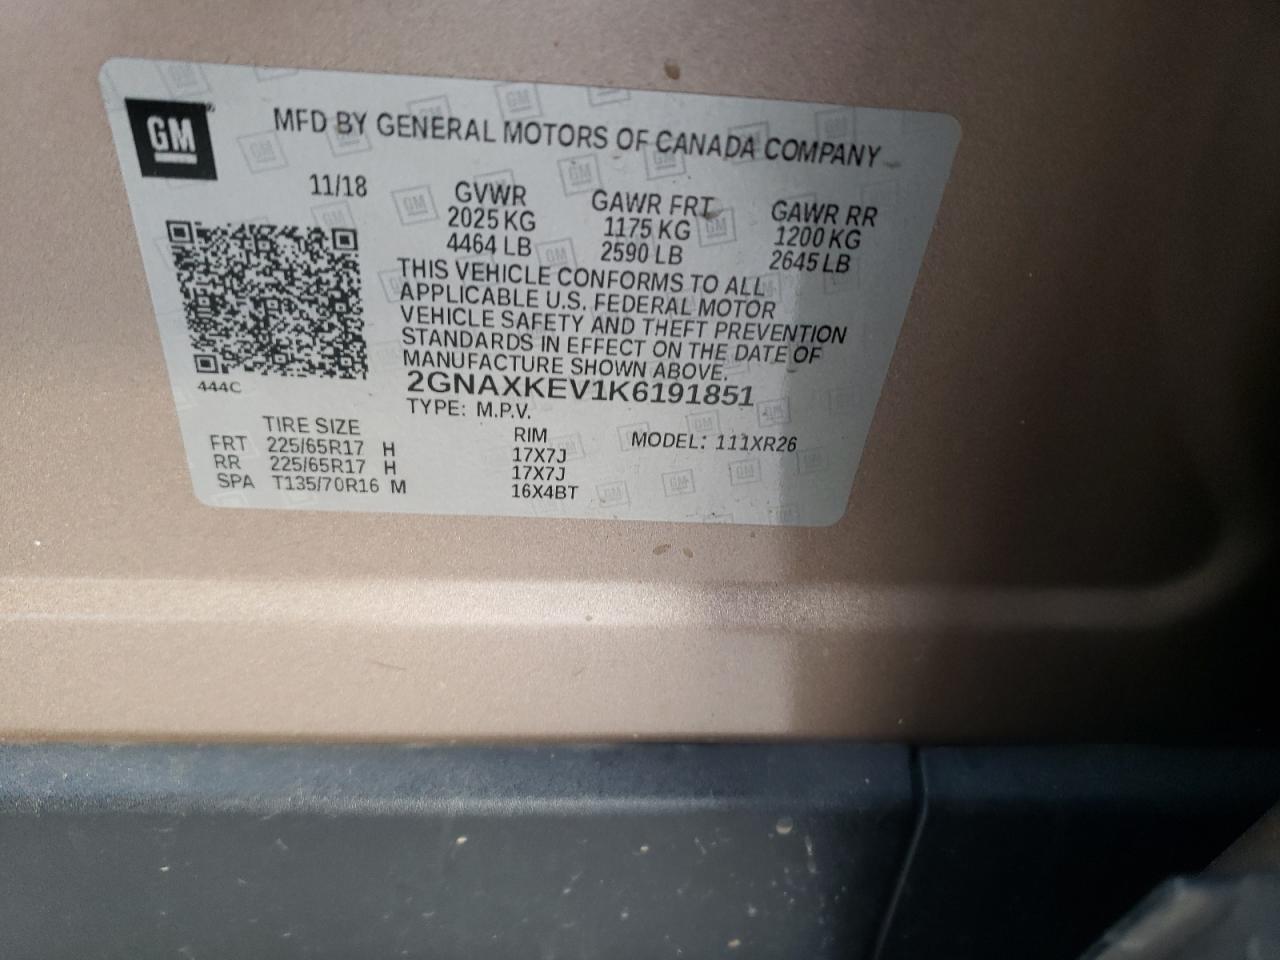 GM
MFD BY GENERAL MOTORS OF CANADA COMPANY
11/18
GVWR GAWR FRT GAWR RR
2025 KG 1175 KG 1200 KG
4464 LB 2590 LB 2645 LB
THIS VEHICLE CONFORMS TO ALL
APPLICABLE U.S. FEDERAL MOTOR
VEHICLE SAFETY AND THEFT PREVENTION
STANDARDS IN EFFECT ON THE DATE OF
MANUFACTURE SHOWN ABOVE.
444C
2GNAXKEV1K6191851
TYPE: M.P.V.
TIRE SIZE RIM MODEL: 111XR26
FRT 225/65R17 H 17X7J
RR 225/65R17 H 17X7J
SPA T135/70R16 M 16X4BT